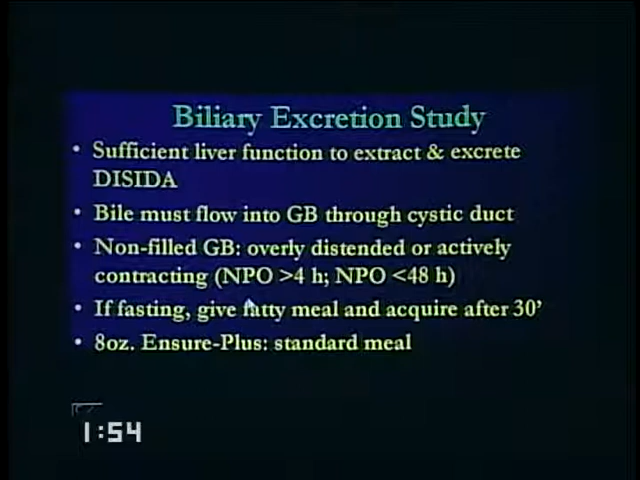 Biliary Excretion Study
• Sufficient liver function to extract & excrete
DISIDA
• Bile must flow into GB through cystic duct
• Non-filled GB: overly distended or actively
contracting (NPO >4 h; NPO <48 h)
• If fasting, give fatty meal and acquire after 30’
• 8oz. Ensure-Plus: standard meal
1:54